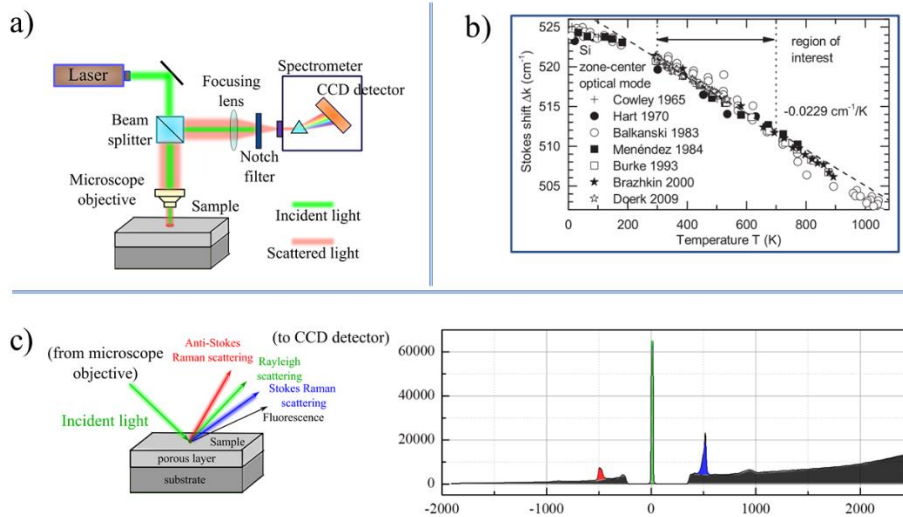 a)
Laser
Beam
splitter
Focusing
lens
Spectrometer
CCD detector
Notch
filter
Microscope
objective
Sample
Incident light
Scattered light
b)
Stokes shift Δk (cm⁻¹)
525
520
515
510
505
Si
zone-center
optical mode
+ Cowley 1965
● Hart 1970
○ Balkanski 1983
■ Menéndez 1984
□ Burke 1993
★ Brazhkin 2000
☆ Doerk 2009
region of
interest
-0.0229 cm⁻¹/K
0 200 400 600 800 1000
Temperature T (K)
c)
(from microscope
objective)
Incident light
Anti-Stokes
Raman scattering
(to CCD detector)
Rayleigh
scattering
Stokes Raman
scattering
Fluorescence
Sample
porous layer
substrate
60000
40000
20000
0
-2000 -1000 0 1000 2000